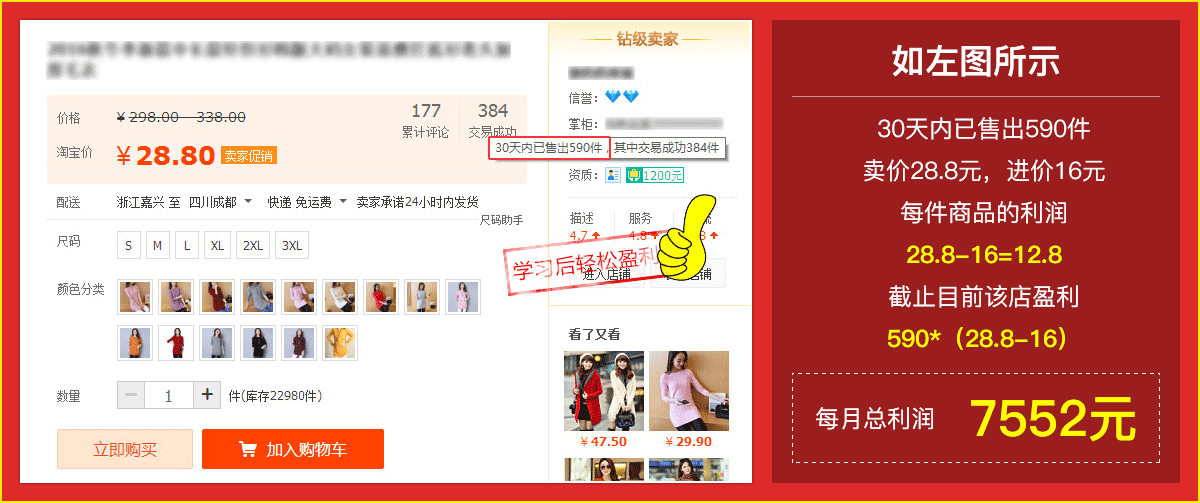 价格
¥ 298.00 - 338.00
淘宝价
¥ 28.80 卖家促销
177
累计评论
384
交易成功
30天内已售出590件，其中交易成功384件
配送
浙江嘉兴 至 四川成都 快递 免运费 卖家承诺24小时内发货
尺码助手
尺码
S M L XL 2XL 3XL
颜色分类
数量
− 1 + 件(库存22980件)
立即购买
加入购物车
钻级卖家
信誉：
掌柜：
资质： 1200元
描述 服务
4.7 4.8 8
学习后轻松盈利
进入店铺 店铺
看了又看
¥ 47.50
¥ 29.90
如左图所示
30天内已售出590件
卖价28.8元，进价16元
每件商品的利润
28.8-16=12.8
截止目前该店盈利
590*（28.8-16）
每月总利润 7552元